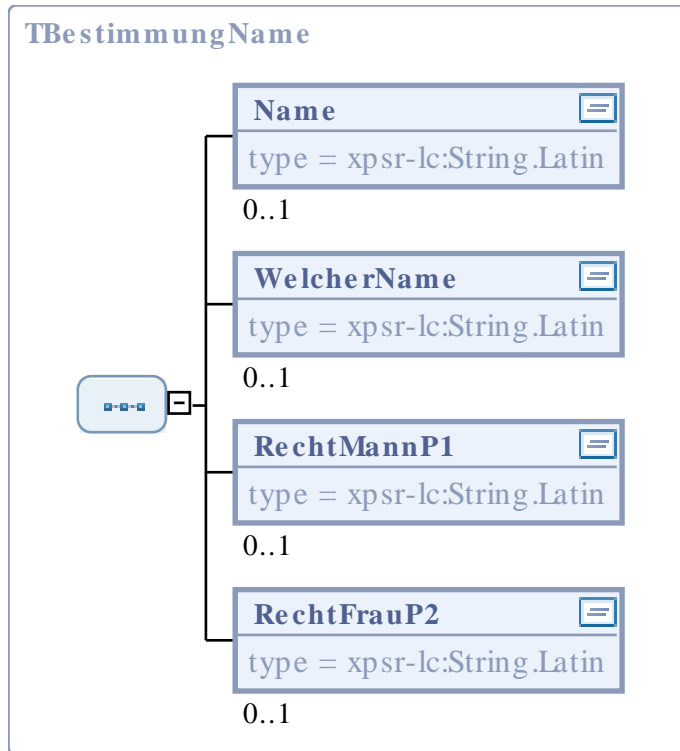 TBestimmungName
Name
type = xpsr-lc:String.Latin
0..1
WelcherName
type = xpsr-lc:String.Latin
0..1
RechtMannP1
type = xpsr-lc:String.Latin
0..1
RechtFrauP2
type = xpsr-lc:String.Latin
0..1